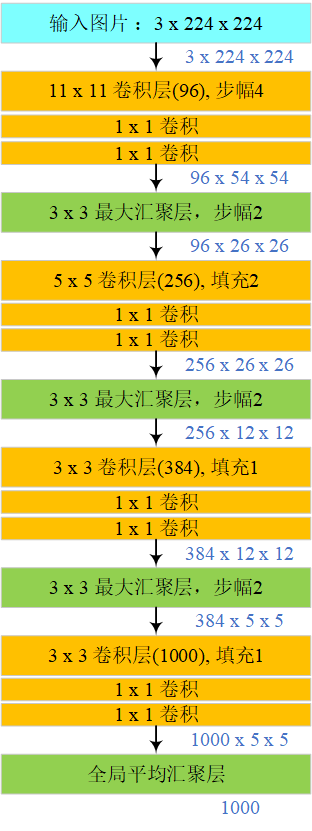 输入图片：3 x 224 x 224
3 x 224 x 224
11 x 11 卷积层(96), 步幅4
1 x 1 卷积
1 x 1 卷积
96 x 54 x 54
3 x 3 最大汇聚层，步幅2
96 x 26 x 26
5 x 5 卷积层(256), 填充2
1 x 1 卷积
1 x 1 卷积
256 x 26 x 26
3 x 3 最大汇聚层，步幅2
256 x 12 x 12
3 x 3 卷积层(384), 填充1
1 x 1 卷积
1 x 1 卷积
384 x 12 x 12
3 x 3 最大汇聚层，步幅2
384 x 5 x 5
3 x 3 卷积层(1000), 填充1
1 x 1 卷积
1 x 1 卷积
1000 x 5 x 5
全局平均汇聚层
1000